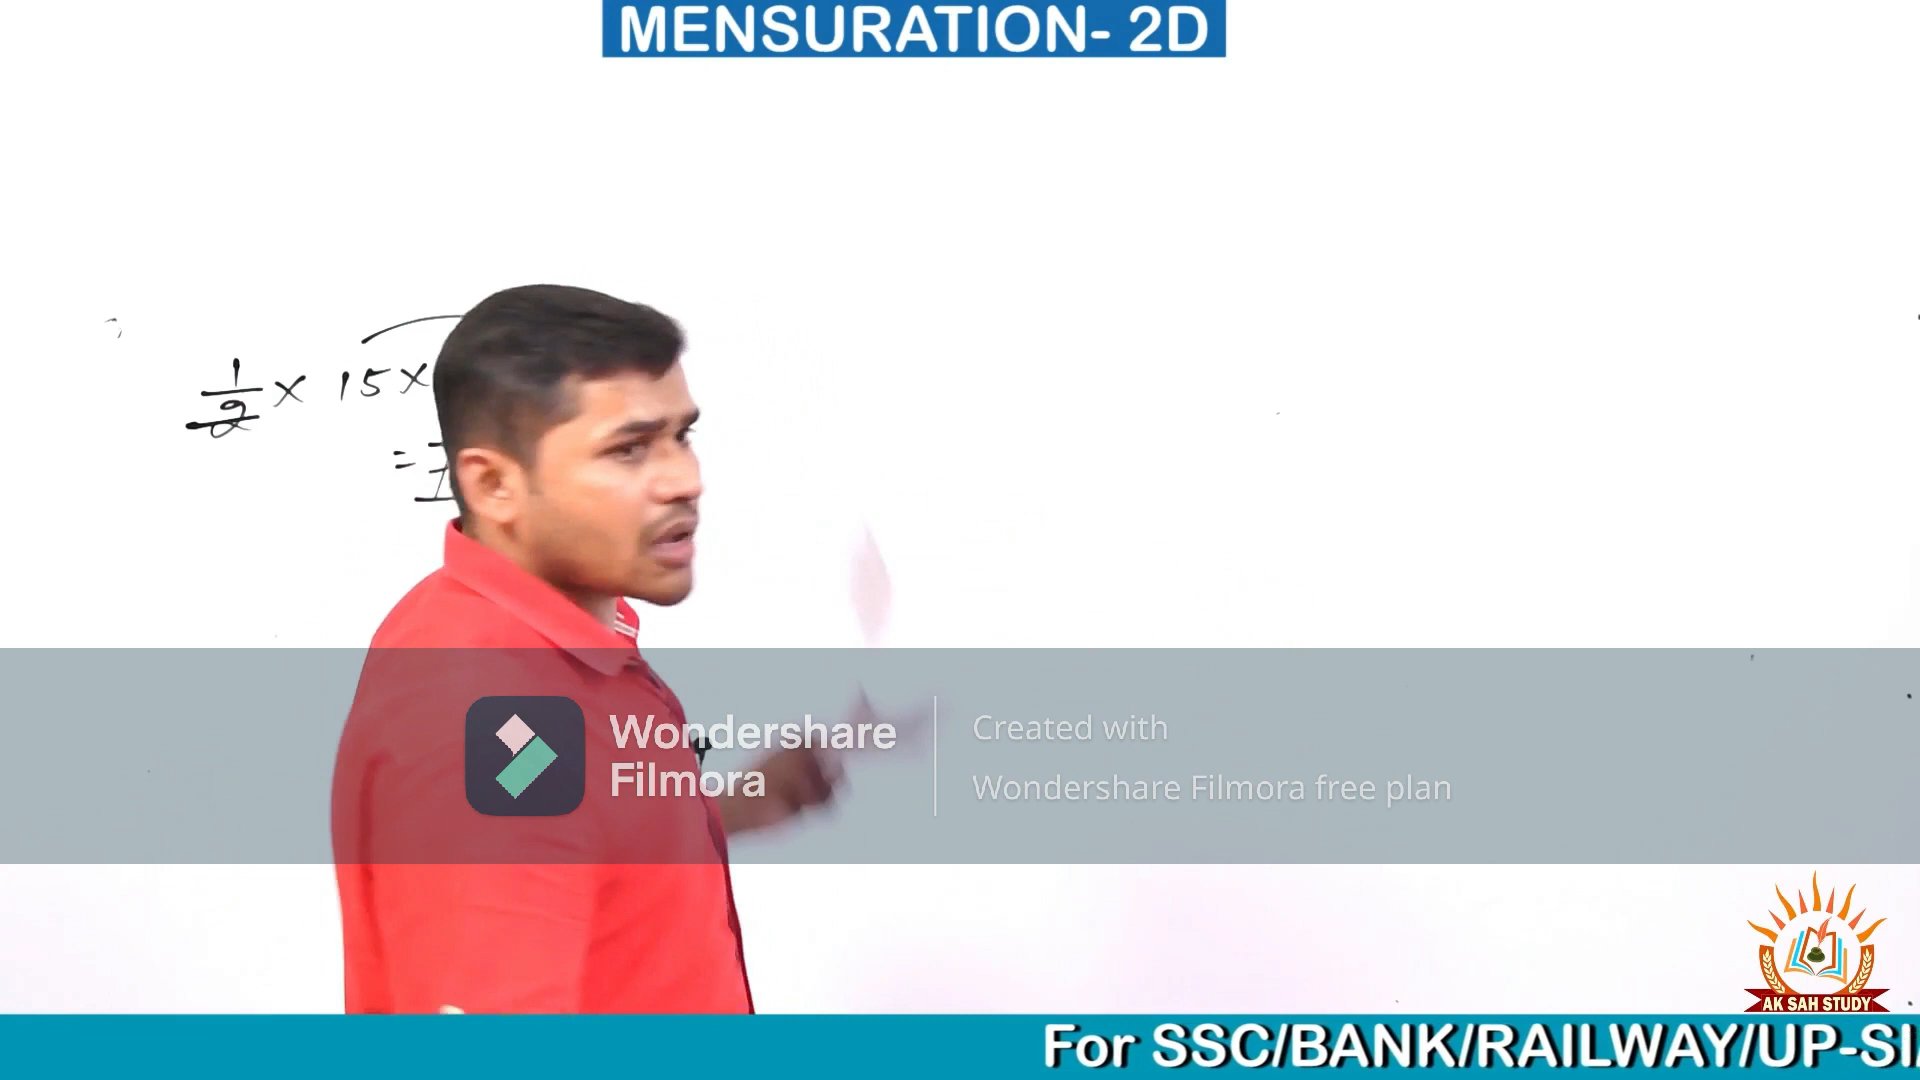 MENSURATION- 2D
1/2 × 15 ×
=
Wondershare
Filmora
Created with
Wondershare Filmora free plan
AK SAH STUDY
For SSC/BANK/RAILWAY/UP-SI